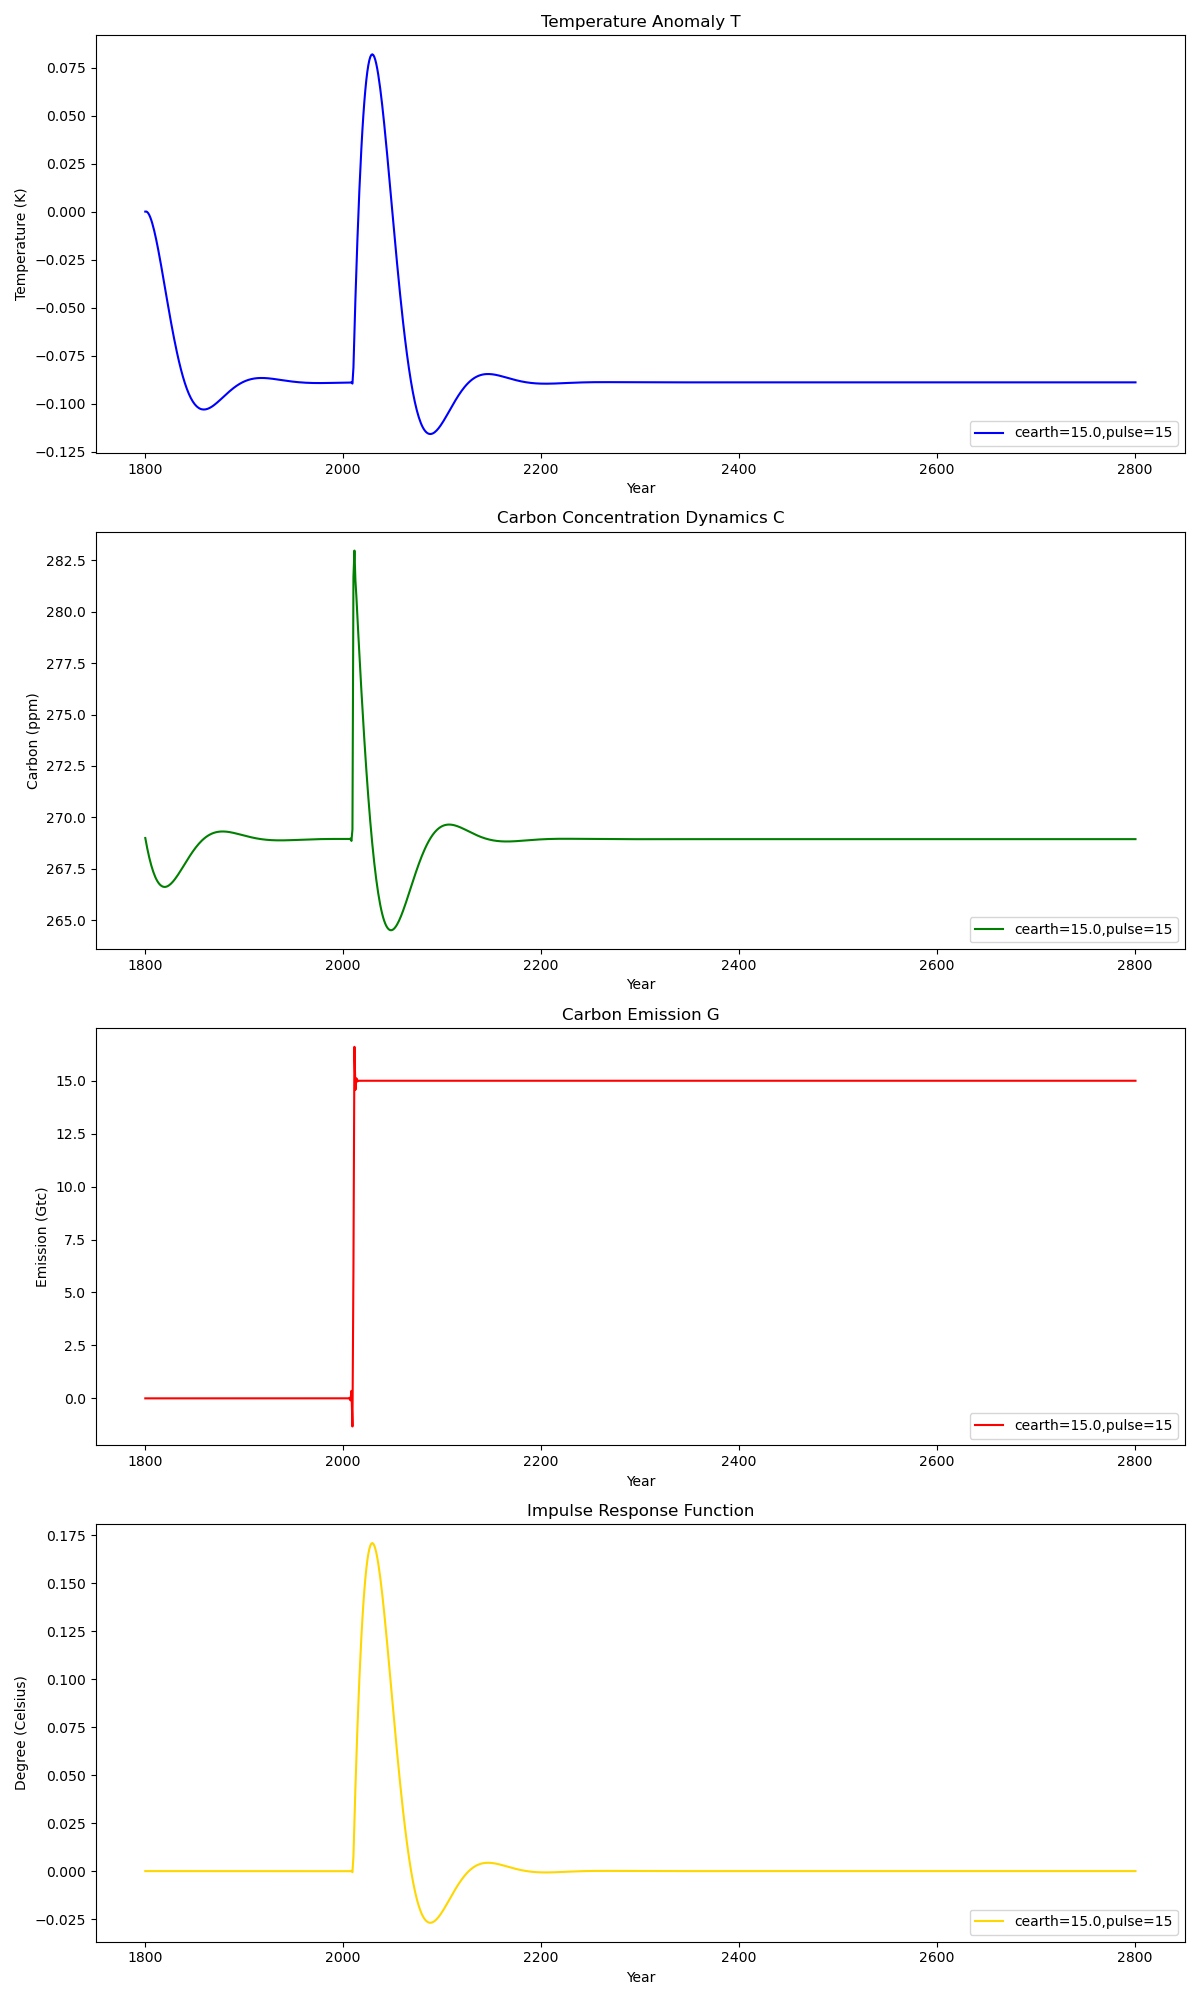 Temperature Anomaly T
0.075
0.050
0.025
0.000
−0.025
−0.050
−0.075
−0.100
−0.125
Temperature (K)
cearth=15.0,pulse=15
1800 2000 2200 2400 2600 2800
Year
Carbon Concentration Dynamics C
282.5
280.0
277.5
275.0
272.5
270.0
267.5
265.0
Carbon (ppm)
cearth=15.0,pulse=15
1800 2000 2200 2400 2600 2800
Year
Carbon Emission G
15.0
12.5
10.0
7.5
5.0
2.5
0.0
Emission (Gtc)
cearth=15.0,pulse=15
1800 2000 2200 2400 2600 2800
Year
Impulse Response Function
0.175
0.150
0.125
0.100
0.075
0.050
0.025
0.000
−0.025
Degree (Celsius)
cearth=15.0,pulse=15
1800 2000 2200 2400 2600 2800
Year